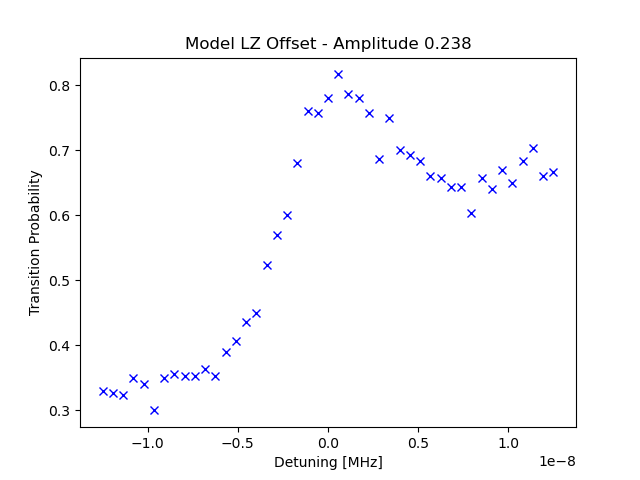 Model LZ Offset - Amplitude 0.238
Transition Probability
0.8
0.7
0.6
0.5
0.4
0.3
−1.0 −0.5 0.0 0.5 1.0
Detuning [MHz]
1e−8